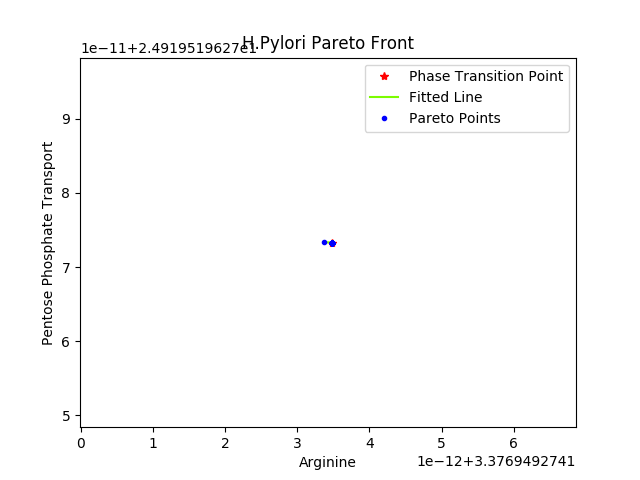 H.Pylori Pareto Front
1e−11+2.4919519627e1
Phase Transition Point
Fitted Line
Pareto Points
Pentose Phosphate Transport
9
8
7
6
5
0 1 2 3 4 5 6
Arginine
1e−12+3.3769492741